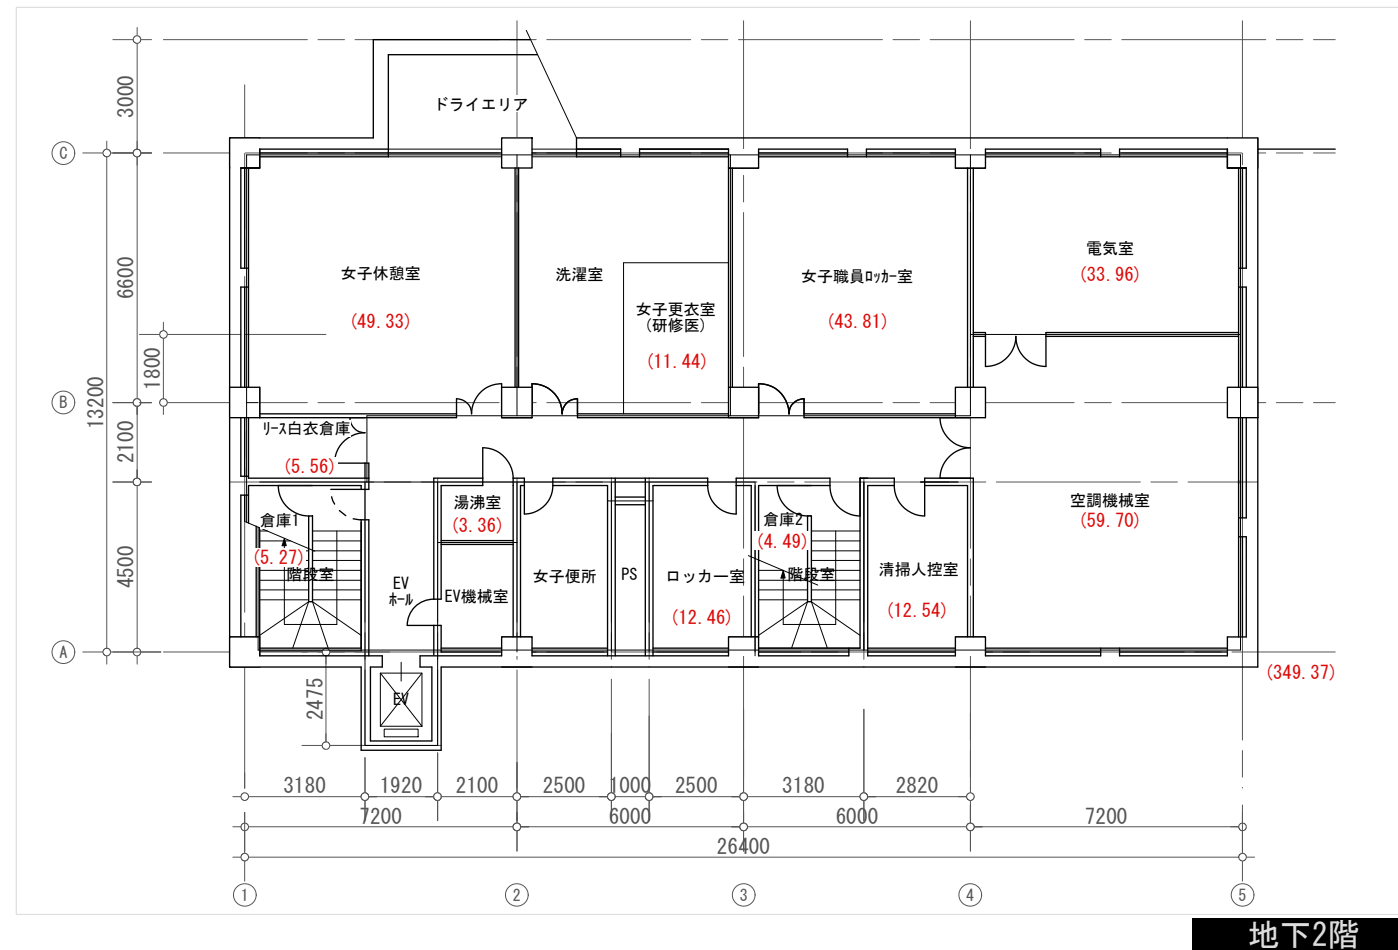 ドライエリア
3000
C
女子休憩室
(49.33)
洗濯室
女子更衣室
(研修医)
(11.44)
女子職員ﾛｯｶｰ室
(43.81)
電気室
(33.96)
6600
1800
13200
B
2100
ﾘｰｽ白衣倉庫
(5.56)
4500
倉庫1
(5.27)
階段室
EV
ﾎｰﾙ
湯沸室
(3.36)
EV機械室
女子便所
PS
ロッカー室
(12.46)
倉庫2
(4.49)
階段室
清掃人控室
(12.54)
空調機械室
(59.70)
A
(349.37)
2475
EV
3180
1920
2100
2500
1000
2500
3180
2820
7200
6000
6000
7200
26400
1
2
3
4
5
地下2階